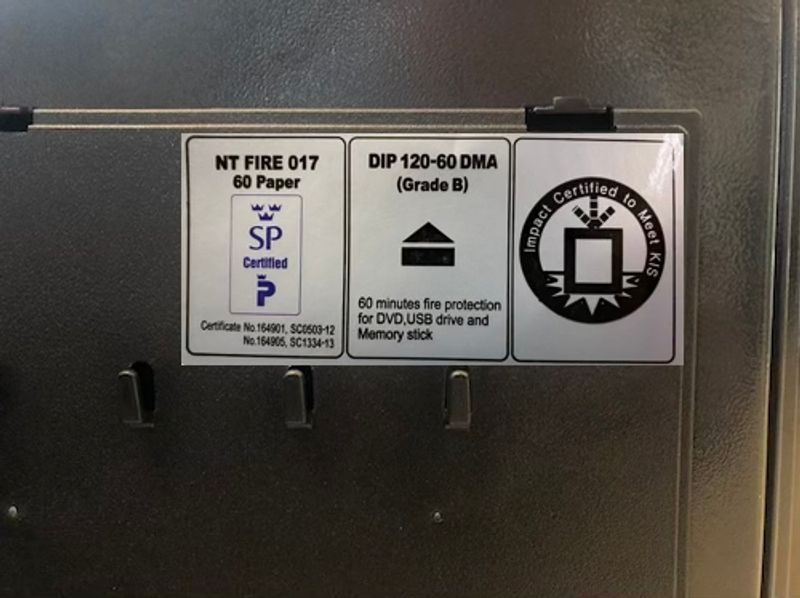 NT FIRE 017
60 Paper
SP
Certified
P
Certificate No.164901, SC0503-12
No.164905, SC1334-13
DIP 120-60 DMA
(Grade B)
60 minutes fire protection
for DVD,USB drive and
Memory stick
Impact Certified to Meet KIS